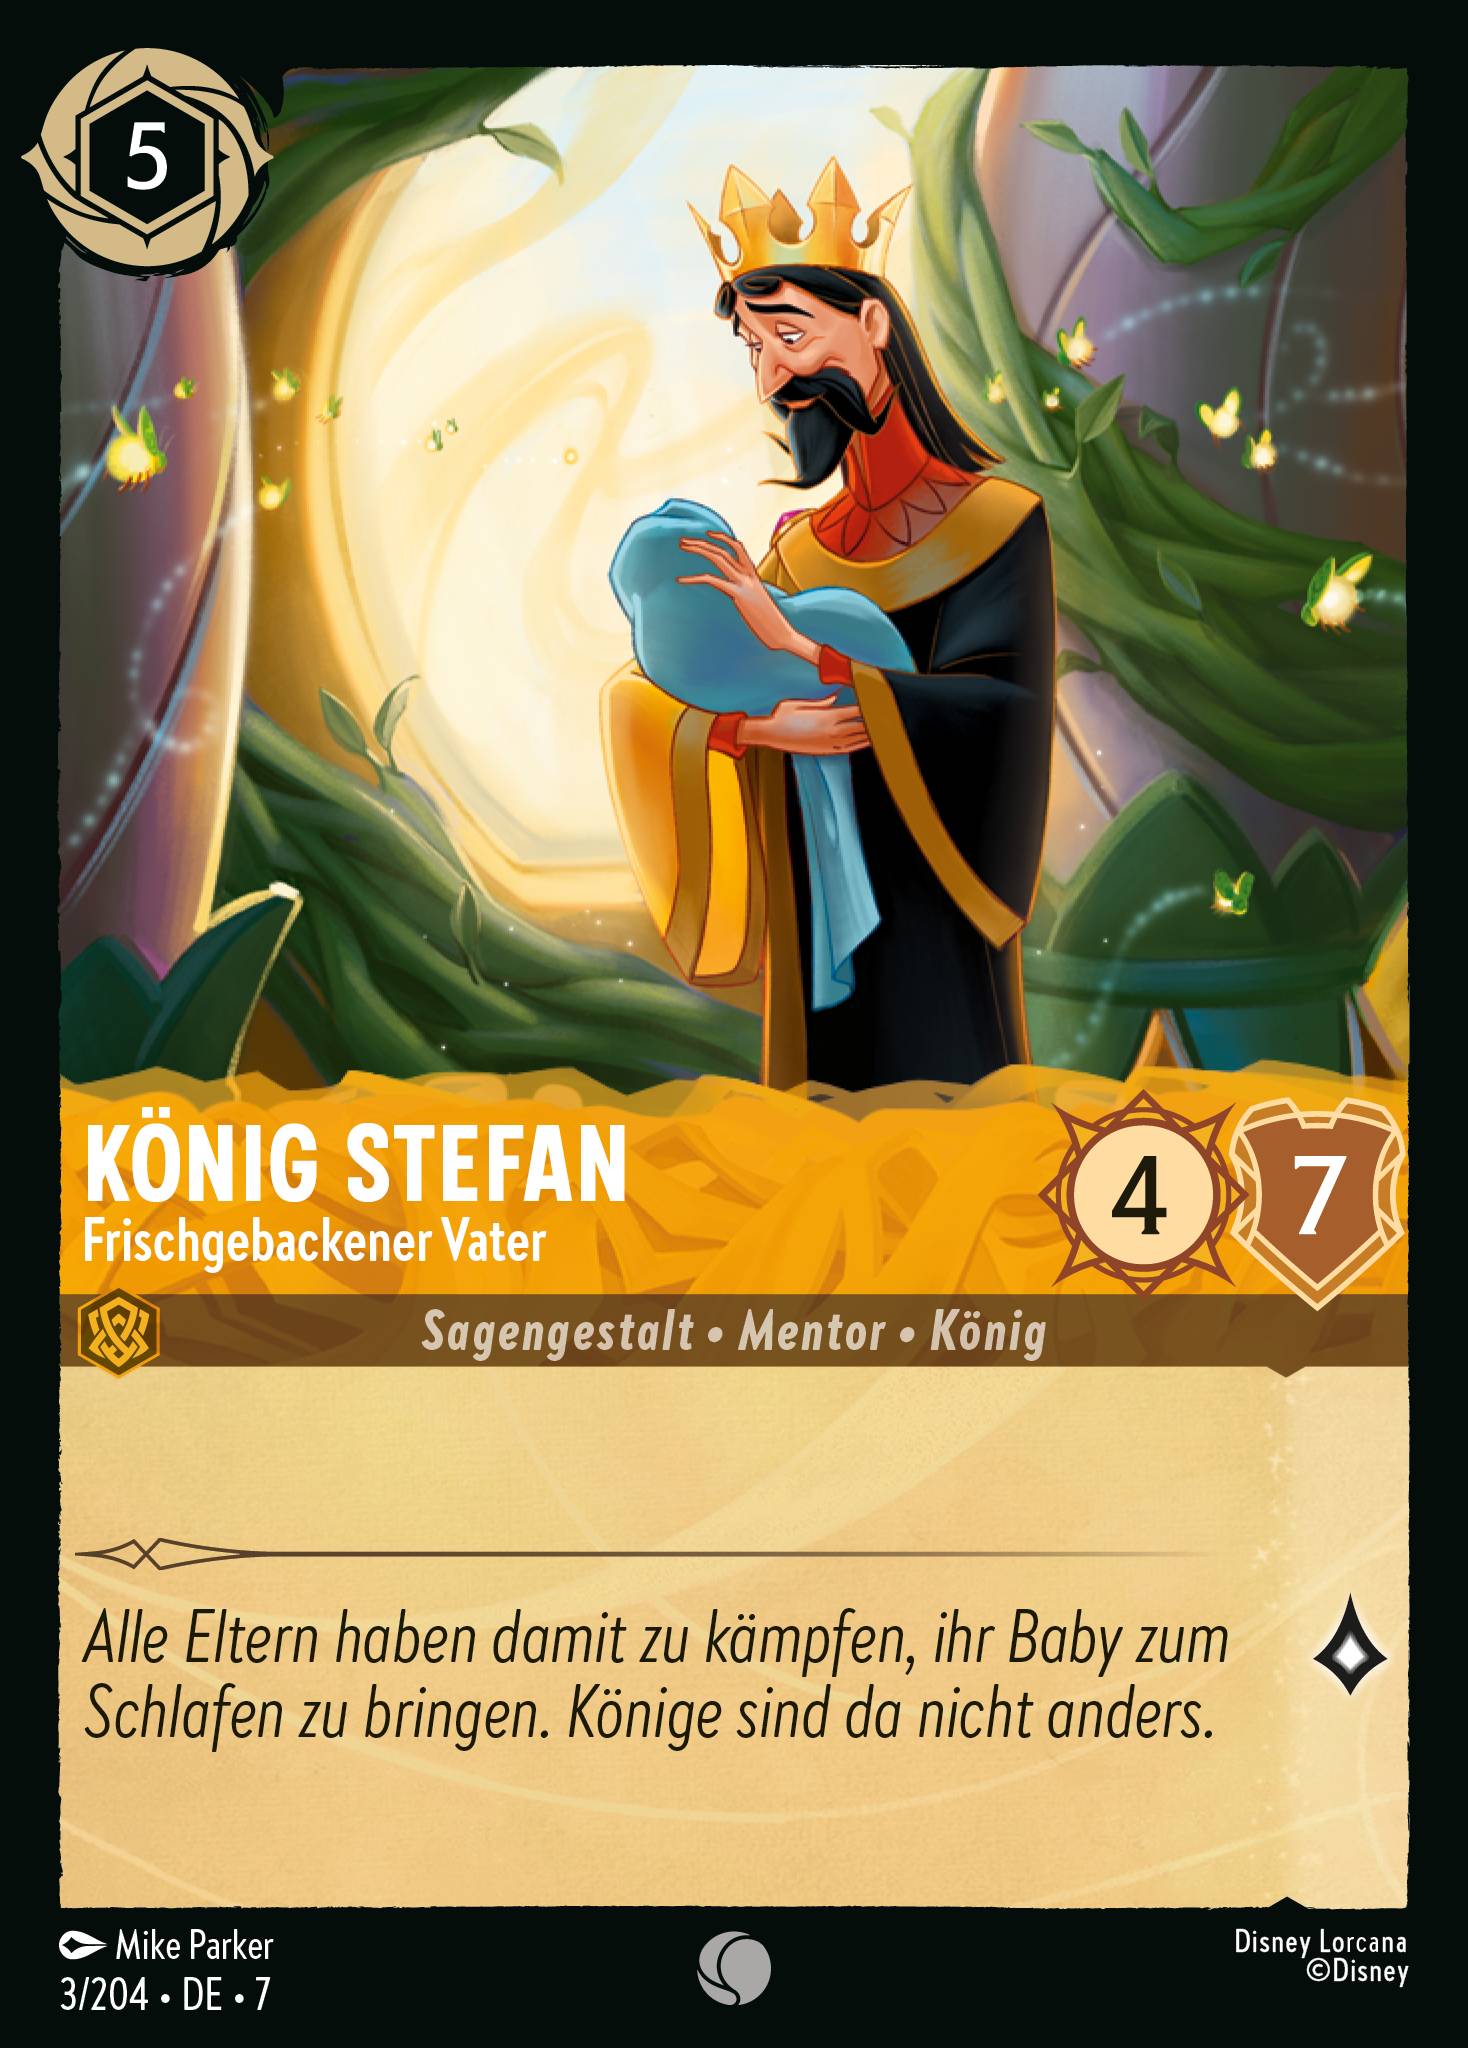 5
KÖNIG STEFAN
Frischgebackener Vater
4
7
Sagengestalt • Mentor • König
Alle Eltern haben damit zu kämpfen, ihr Baby zum
Schlafen zu bringen. Könige sind da nicht anders.
Mike Parker
3/204 • DE • 7
Disney Lorcana
©Disney